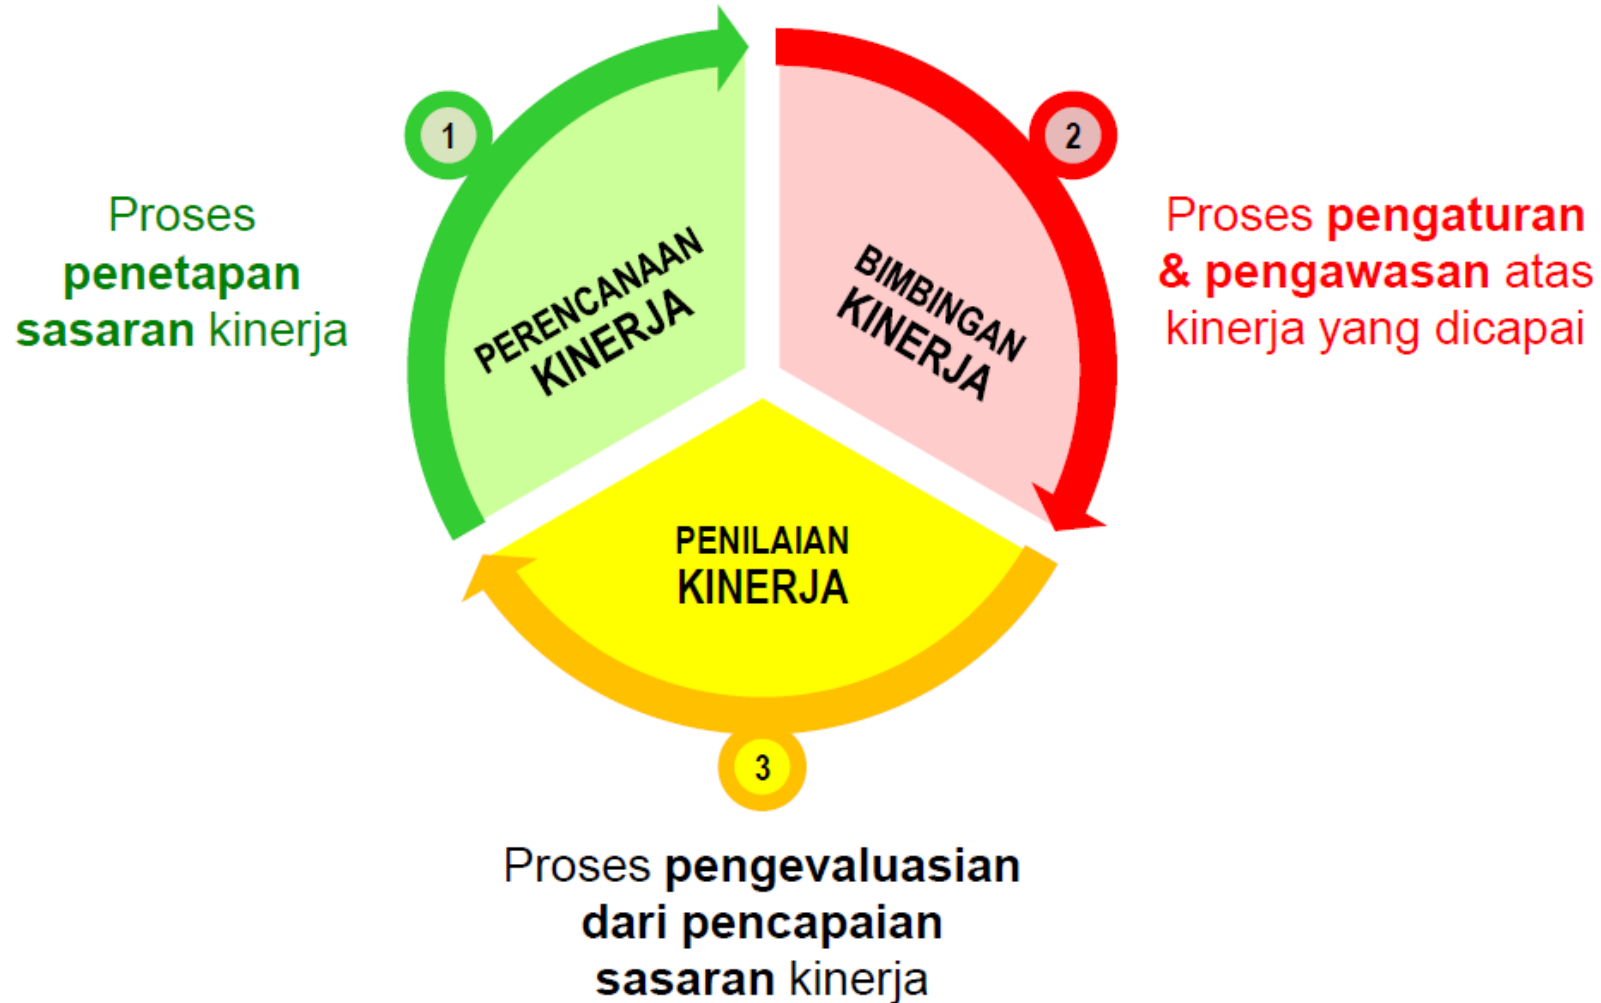 1
Proses
penetapan
sasaran kinerja
PERENCANAAN
KINERJA
2
Proses pengaturan
& pengawasan atas
kinerja yang dicapai
BIMBINGAN
KINERJA
PENILAIAN
KINERJA
3
Proses pengevaluasian
dari pencapaian
sasaran kinerja